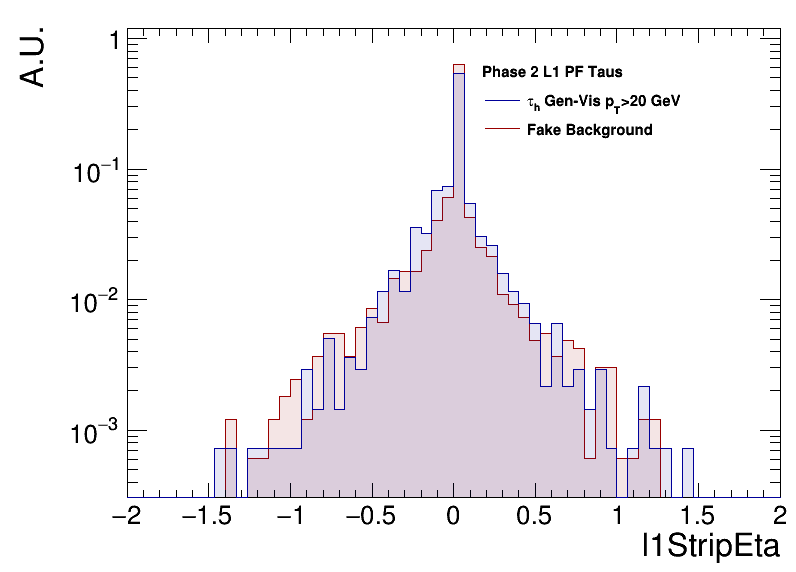 A.U.
1
10⁻¹
10⁻²
10⁻³
Phase 2 L1 PF Taus
τₕ Gen-Vis p_T>20 GeV
Fake Background
−2 −1.5 −1 −0.5 0 0.5 1 1.5 2
l1StripEta